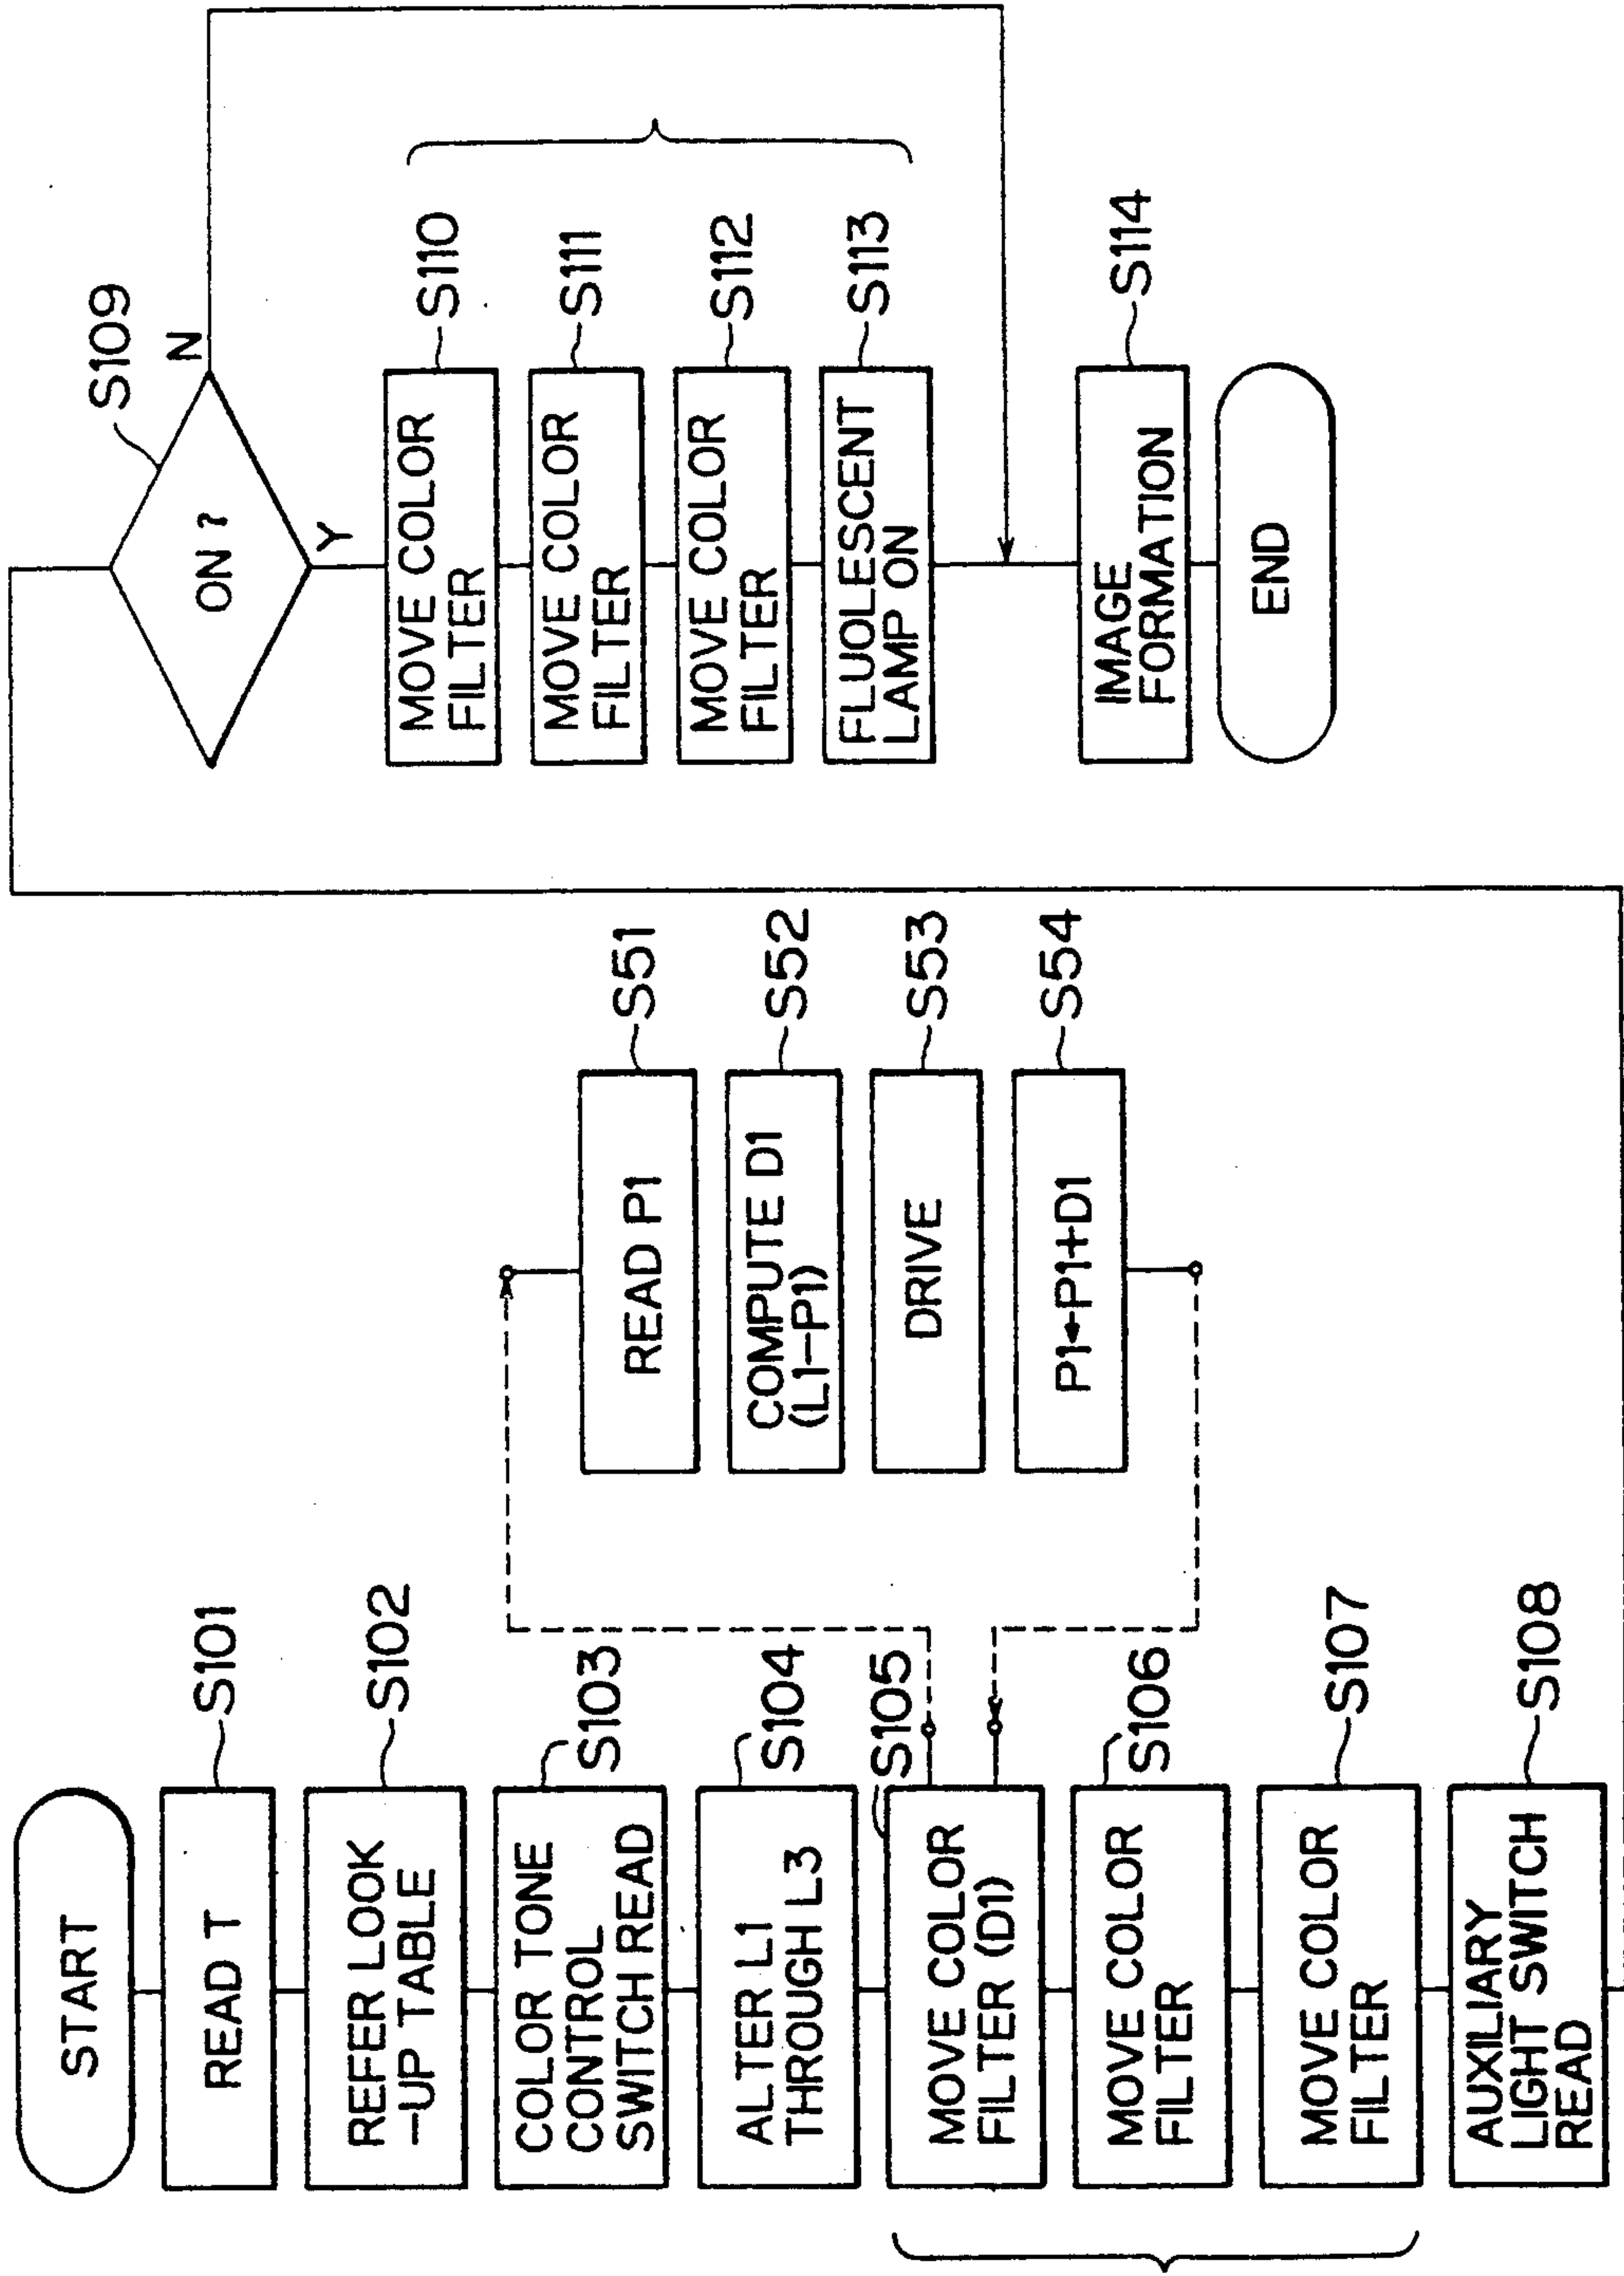 START
READ T
S101
REFER LOOK
-UP TABLE
S102
COLOR TONE
CONTROL
SWITCH READ
S103
ALTER L1
THROUGH L3
S104
MOVE COLOR
FILTER (D1)
S105
MOVE COLOR
FILTER
S106
MOVE COLOR
FILTER
S107
AUXILIARY
LIGHT SWITCH
READ
S108
READ P1
S51
COMPUTE D1
(L1-P1)
S52
DRIVE
S53
P1←P1+D1
S54
ON ?
S109
N
Y
MOVE COLOR
FILTER
S110
MOVE COLOR
FILTER
S111
MOVE COLOR
FILTER
S112
FLUOLESCENT
LAMP ON
S113
IMAGE
FORMATION
S114
END